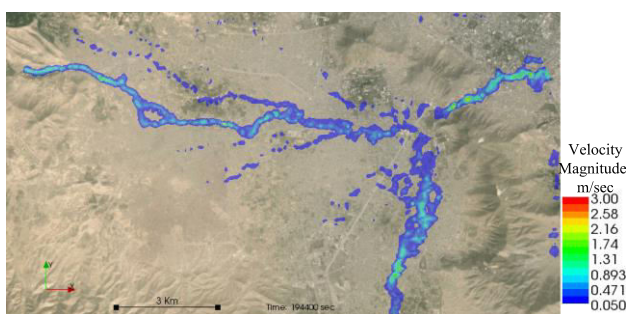 Velocity
Magnitude
m/sec
3.00
2.58
2.16
1.74
1.31
0.893
0.471
0.050
Y
X
3 Km
Time: 194400 sec